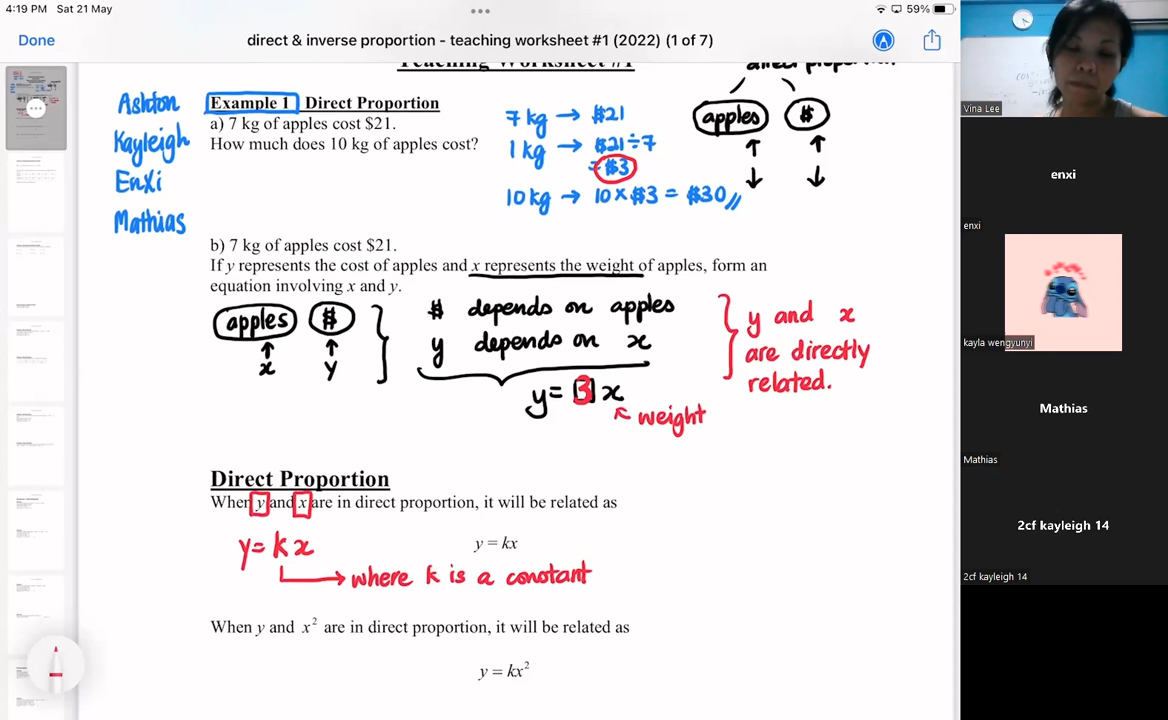 4:19 PM Sat 21 May
59%
Done
direct & inverse proportion - teaching worksheet #1 (2022) (1 of 7)
Teaching Worksheet #1
direct proportion
Ashton
Kayleigh
EnXi
Mathias
Example 1 Direct Proportion
a) 7 kg of apples cost $21.
How much does 10 kg of apples cost?
7 kg → $21
1 kg → $21 ÷ 7
= $3
10 kg → 10 × $3 = $30 //
apples $
↑ ↑
↓ ↓
b) 7 kg of apples cost $21.
If y represents the cost of apples and x represents the weight of apples, form an
equation involving x and y.
apples $
↑ ↑
x y
$ depends on apples
y depends on x
y = 3 x
weight
y and x
are directly
related.
Direct Proportion
When y and x are in direct proportion, it will be related as
y = kx
y = kx
→ where k is a constant
When y and x² are in direct proportion, it will be related as
y = kx²
Vina Lee
enxi
enxi
kayla wengyunyi
Mathias
Mathias
2cf kayleigh 14
2cf kayleigh 14